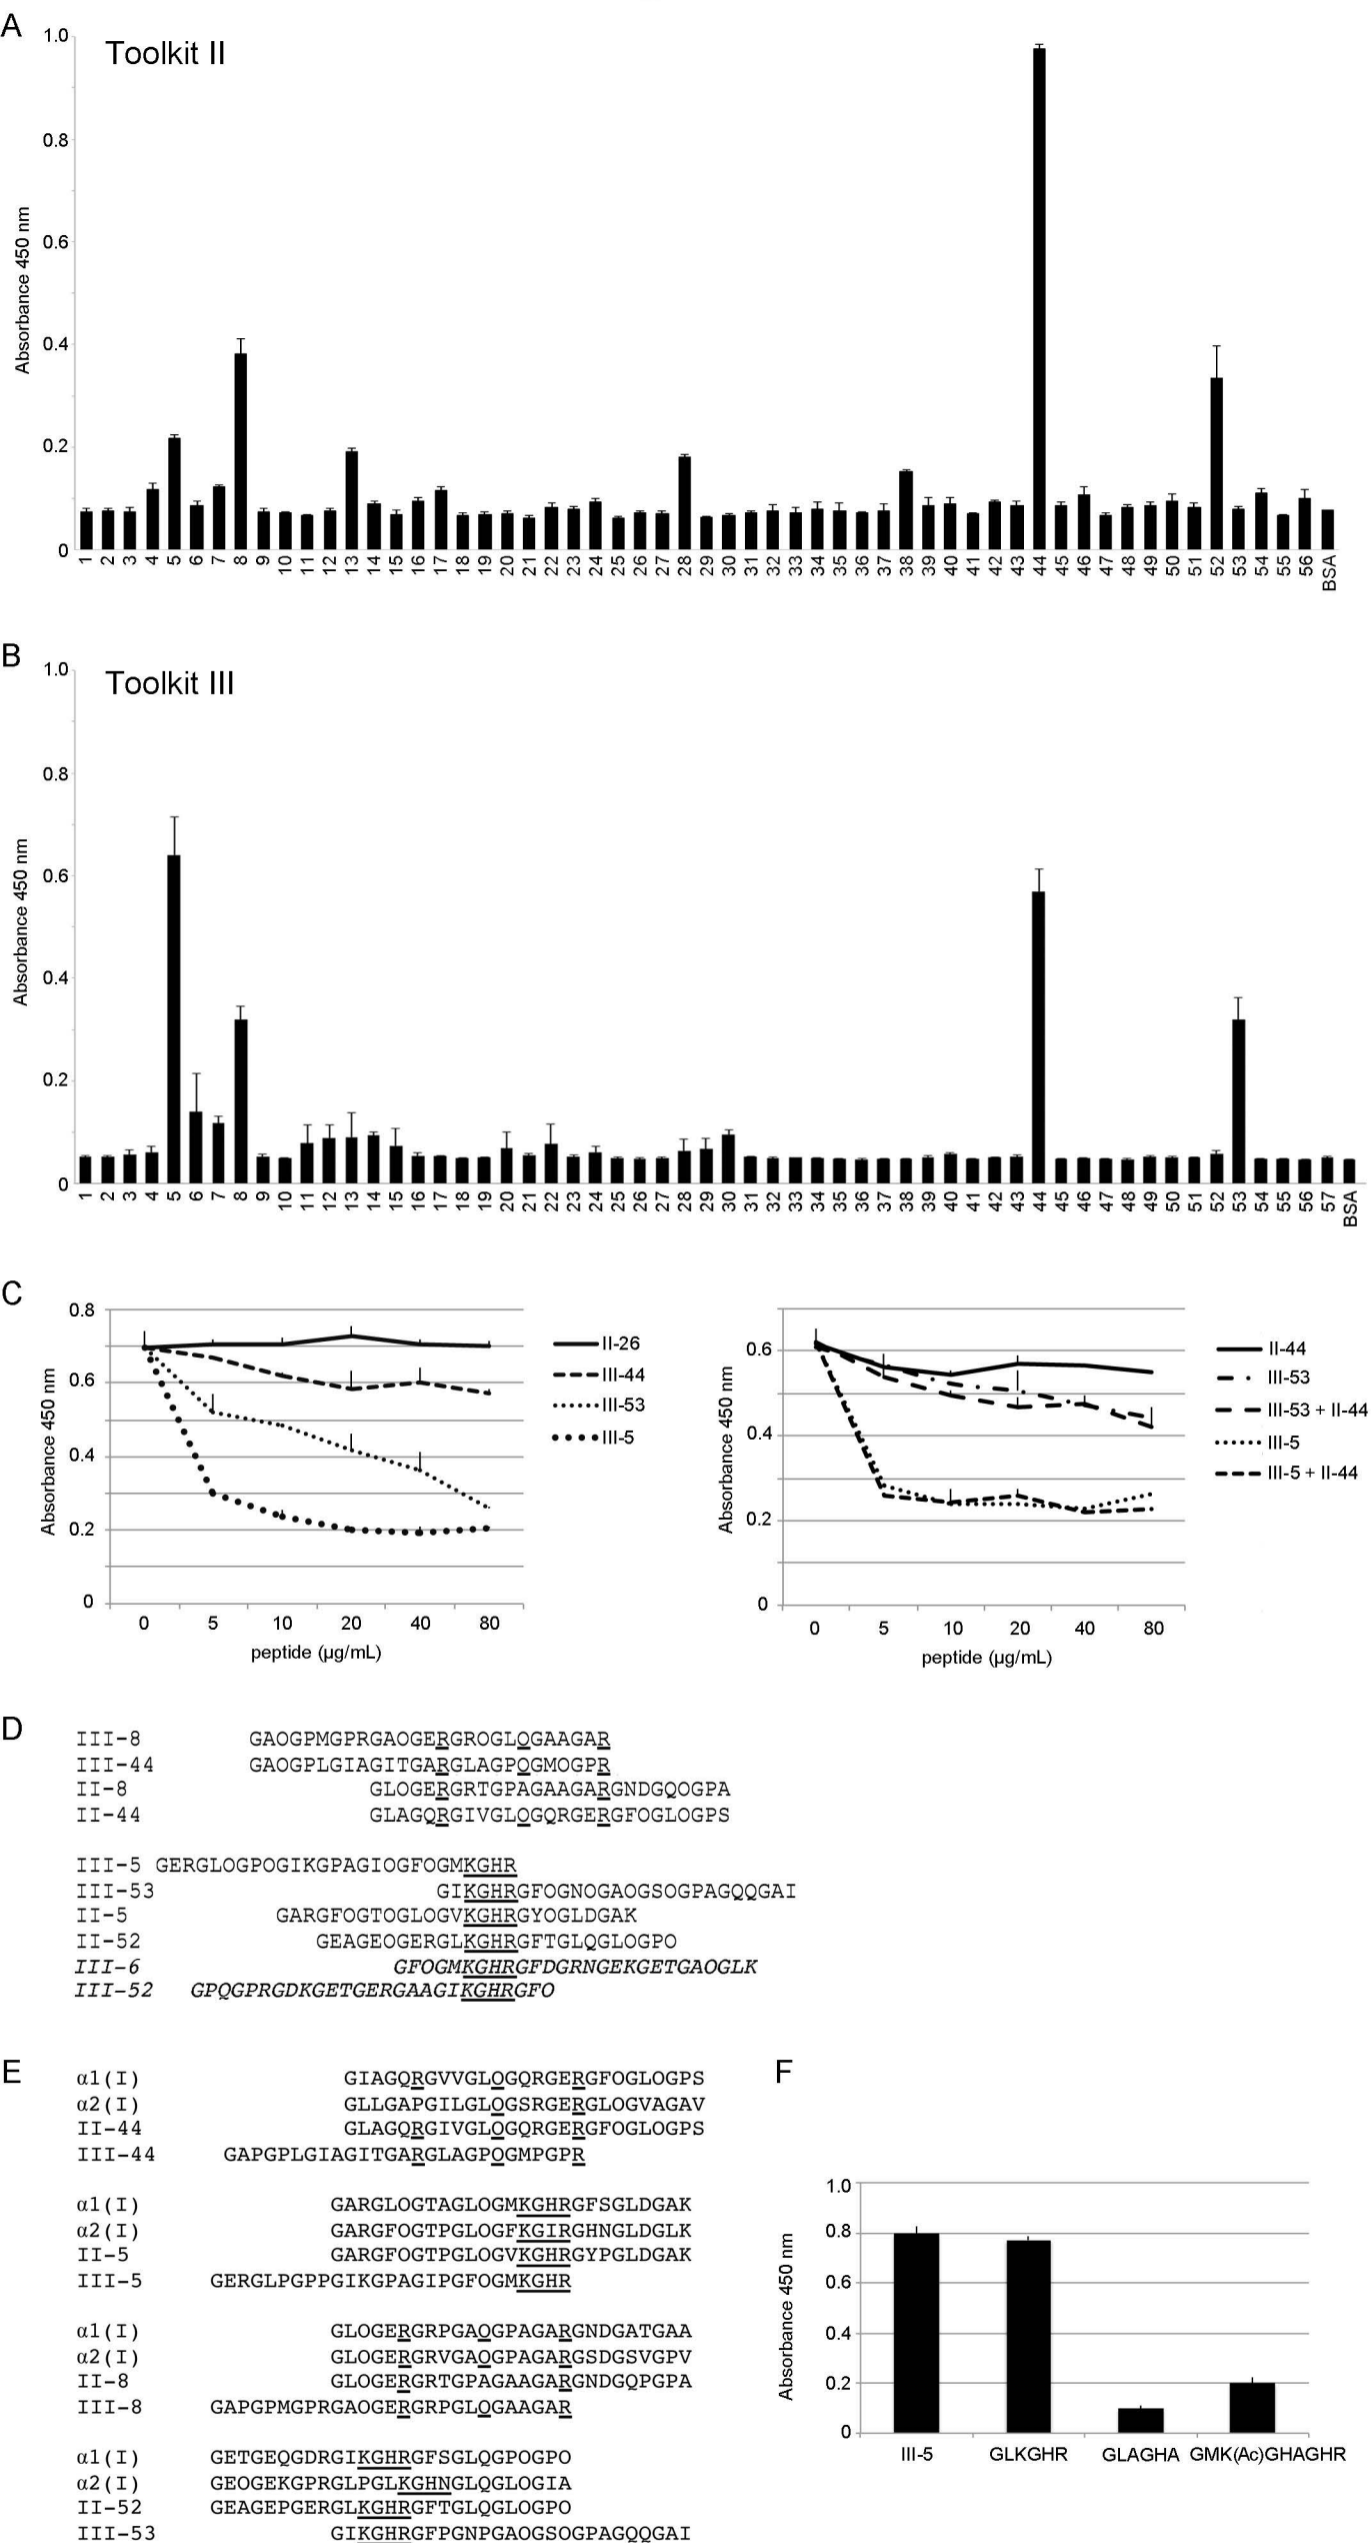 A
Toolkit II
Absorbance 450 nm
1.0
0.8
0.6
0.4
0.2
0
1 2 3 4 5 6 7 8 9 10 11 12 13 14 15 16 17 18 19 20 21 22 23 24 25 26 27 28 29 30 31 32 33 34 35 36 37 38 39 40 41 42 43 44 45 46 47 48 49 50 51 52 53 54 55 56 BSA
B
Toolkit III
Absorbance 450 nm
1.0
0.8
0.6
0.4
0.2
0
1 2 3 4 5 6 7 8 9 10 11 12 13 14 15 16 17 18 19 20 21 22 23 24 25 26 27 28 29 30 31 32 33 34 35 36 37 38 39 40 41 42 43 44 45 46 47 48 49 50 51 52 53 54 55 56 57 BSA
C
Absorbance 450 nm
0.8
0.6
0.4
0.2
0
0 5 10 20 40 80
peptide (µg/mL)
II-26
III-44
III-53
III-5
Absorbance 450 nm
0.6
0.4
0.2
0
0 5 10 20 40 80
peptide (µg/mL)
II-44
III-53
III-53 + II-44
III-5
III-5 + II-44
D
III-8 GAOGPMGPRGAOGERGROGLQGAAGAR
III-44 GAOGPLGIAGITGARGLAGPQGMOGPR
II-8 GLOGERGRTGPAGAAGARGNDGQOGPA
II-44 GLAGQRGIVGLOGQRGERGFOGLOGPS
III-5 GERGLOGPOGIKGPAGIOGFOGMKGHR
III-53 GIKGHRGFOGNOGAOGSOGPAGQQGAI
II-5 GARGFOGTOGLOGVKGHRGYOGLDGAK
II-52 GEAGEOGERGLKGHRGFTGLQGLOGPO
III-6 GFOGMKGHRGFDGRNGEKGETGAOGLK
III-52 GPQGPRGDKGETGERGAAGIKGHRGFO
E
α1(I) GIAGQRGVVGLOGQRGERGFOGLOGPS
α2(I) GLLGAPGILGLOGSRGERGLOGVAGAV
II-44 GLAGQRGIVGLOGQRGERGFOGLOGPS
III-44 GAPGPLGIAGITGARGLAGPOGMPGPR
α1(I) GARGLOGTAGLOGMKGHRGFSGLDGAK
α2(I) GARGFOGTPGLOGFKGIRGHNGLDGLK
II-5 GARGFOGTPGLOGVKGHRGYPGLDGAK
III-5 GERGLPGPPGIKGPAGIPGFOGMKGHR
α1(I) GLOGERGRPGAOGPAGARGNDGATGAA
α2(I) GLOGERGRVGAOGPAGARGSDGSVGPV
II-8 GLOGERGRTGPAGAAGARGNDGQPGPA
III-8 GAPGPMGPRGAOGERGRPGLQGAAGAR
α1(I) GETGEQGDRGIKGHRGFSGLQGPOGPO
α2(I) GEOGEKGPRGLPGLKGHNGLQGLOGIA
II-52 GEAGEPGERGLKGHRGFTGLQGLOGPO
III-53 GIKGHRGFPGNPGAOGSOGPAGQQGAI
F
Absorbance 450 nm
1.0
0.8
0.6
0.4
0.2
0
III-5 GLKGHR GLAGHA GMK(Ac)GHAGHR